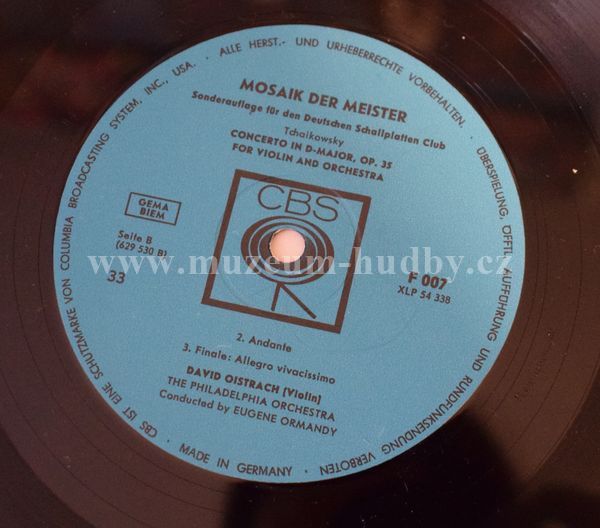 CBS IST EINE SCHUTZMARKE VON COLUMBIA BROADCASTING SYSTEM, INC., USA. · ALLE HERST.- UND URHEBERRECHTE VORBEHALTEN. · ÜBERSPIELUNG, ÖFFTL. AUFFÜHRUNG UND RUNDFUNKSENDUNG VERBOTEN · MADE IN GERMANY ·
MOSAIK DER MEISTER
Sonderauflage für den Deutschen Schallplatten Club
Tchaikowsky
CONCERTO IN D-MAJOR, OP. 35
FOR VIOLIN AND ORCHESTRA
CBS
GEMA
BIEM
Seite B
(629 530 B)
33
F 007
XLP 54 338
www.muzeum-hudby.cz
2. Andante
3. Finale: Allegro vivacissimo
DAVID OISTRACH [Violin]
THE PHILADELPHIA ORCHESTRA
Conducted by EUGENE ORMANDY